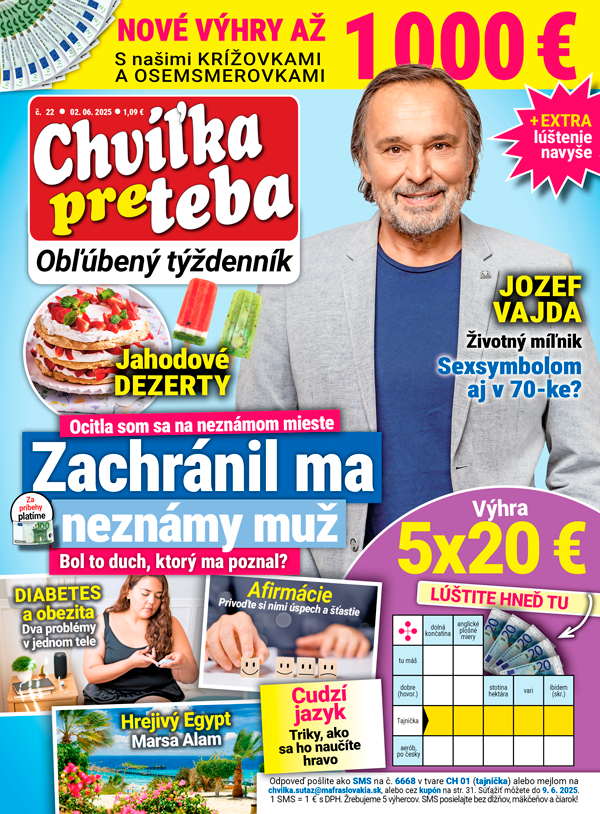 NOVÉ VÝHRY AŽ
1 000 €
S našimi KRÍŽOVKAMI
A OSEMSMEROVKAMI
+ EXTRA
lúštenie
navyše
č. 22 • 02. 06. 2025 • 1,09 €
Chvíľka
pre teba
Obľúbený týždenník
JOZEF
VAJDA
Životný míľnik
Sexsymbolom
aj v 70-ke?
Jahodové
DEZERTY
Ocitla som sa na neznámom mieste
Zachránil ma
neznámy muž
Za
príbehy
platíme
Bol to duch, ktorý ma poznal?
Výhra
5x20 €
LÚŠTITE HNEĎ TU
DIABETES
a obezita
Dva problémy
v jednom tele
Afirmácie
Privoďte si nimi úspech a šťastie
dolná
končatina
anglické
plošné
miery
tu máš
dobre
(hovor.)
stotina
hektára
varí
ibidem
(skr.)
Tajnička
aerób,
po česky
Cudzí
jazyk
Triky, ako
sa ho naučíte
hravo
Hrejivý Egypt
Marsa Alam
Odpoveď pošlite ako SMS na č. 6668 v tvare CH 01 (tajnička) alebo mejlom na
chvilka.sutaz@mafraslovakia.sk, alebo cez kupón na str. 31. Súťažiť môžete do 9. 6. 2025.
1 SMS = 1 € s DPH. Žrebujeme 5 výhercov. SMS posielajte bez dĺžňov, mäkčeňov a čiarok!